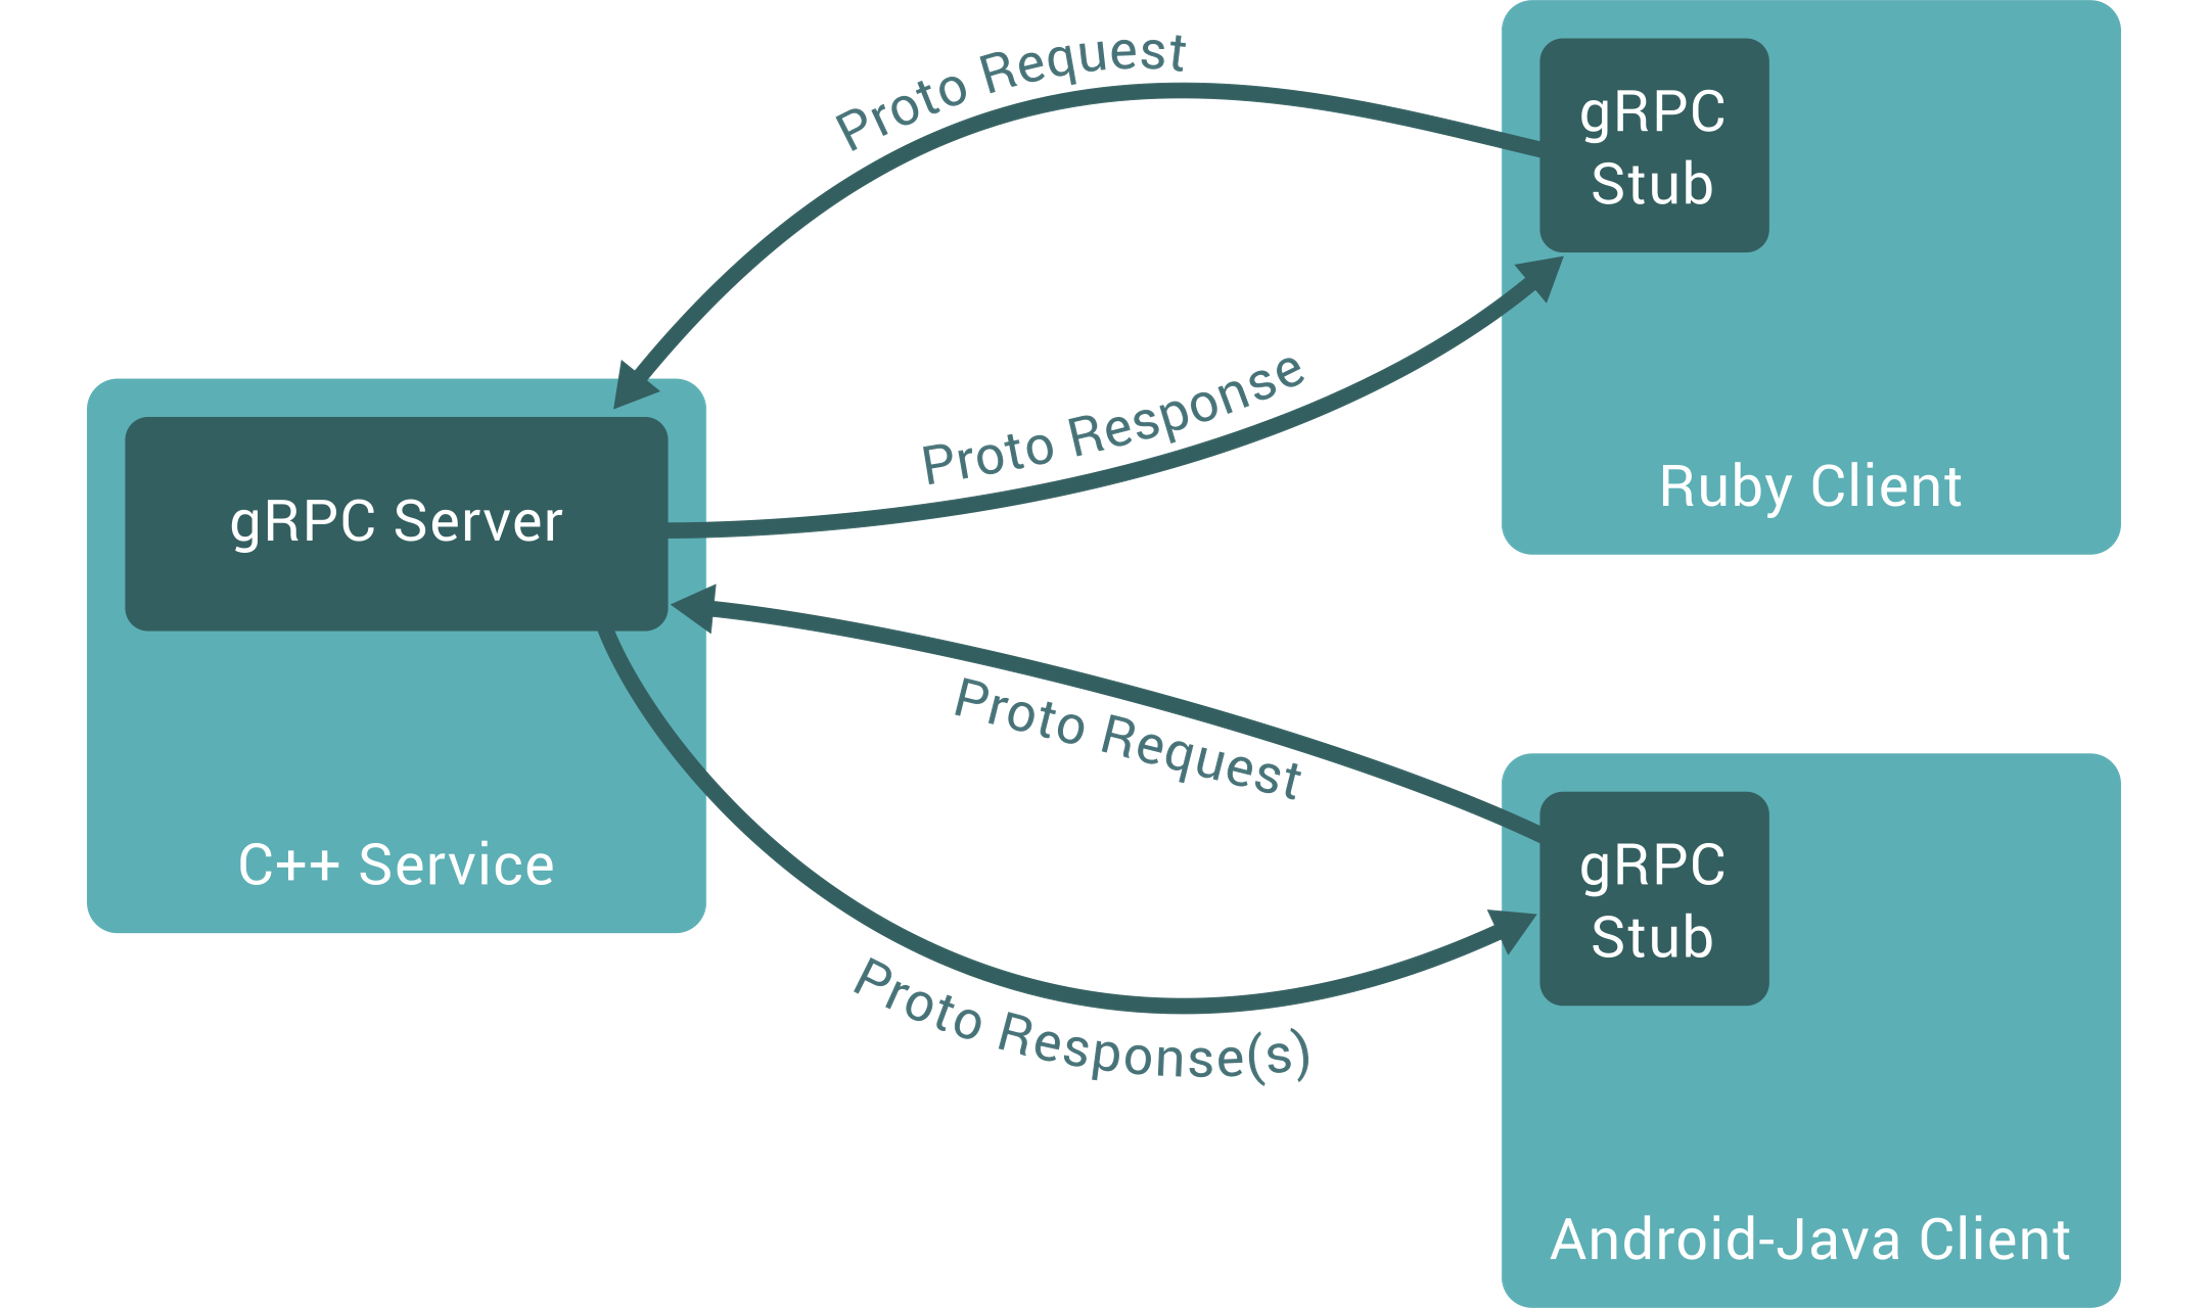 Proto Request
gRPC
Stub
Ruby Client
Proto Response
gRPC Server
C++ Service
Proto Request
gRPC
Stub
Android-Java Client
Proto Response(s)